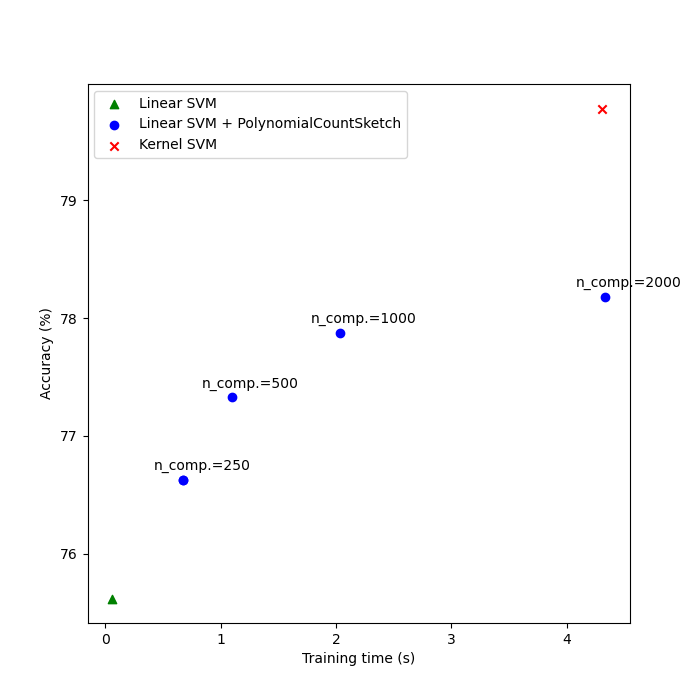 Linear SVM
Linear SVM + PolynomialCountSketch
Kernel SVM
79
78
77
76
Accuracy (%)
n_comp.=2000
n_comp.=1000
n_comp.=500
n_comp.=250
0 1 2 3 4
Training time (s)